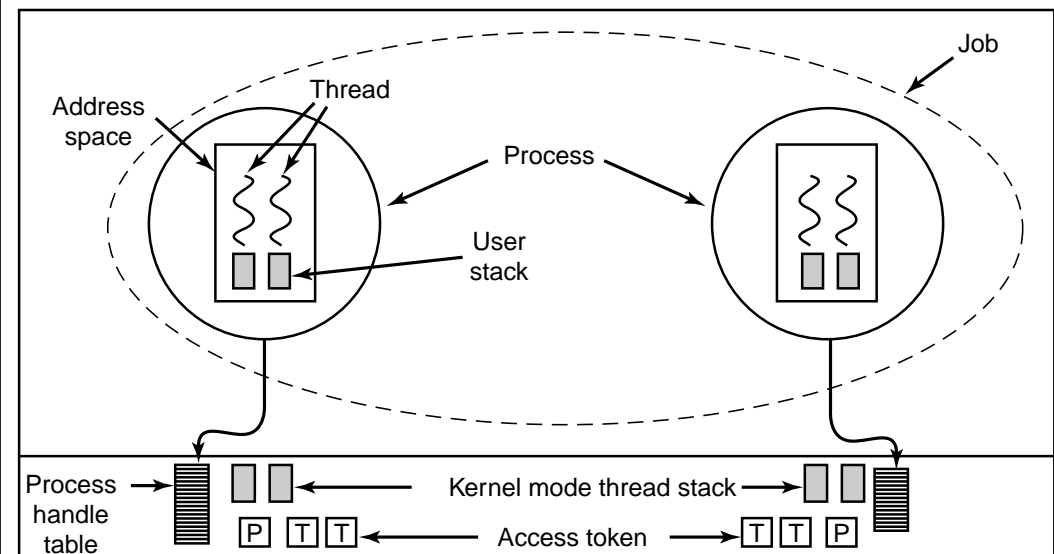 Job
Thread
Address
space
Process
User
stack
Process
handle
table
Kernel mode thread stack
P T T
Access token
T T P